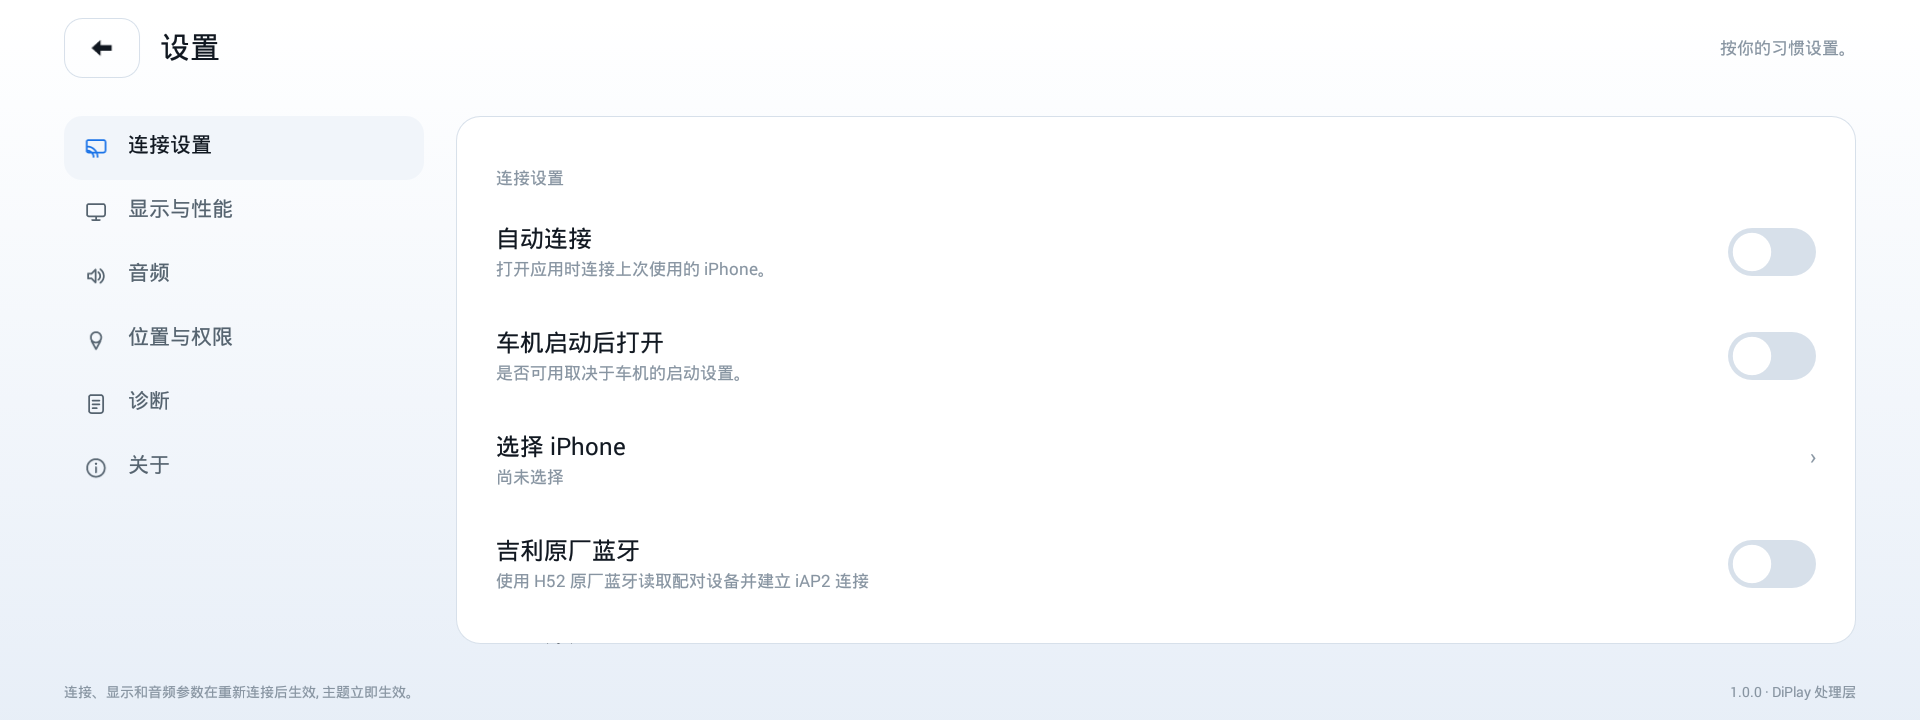 设置
按你的习惯设置。
连接设置
显示与性能
音频
位置与权限
诊断
关于
连接设置
自动连接
打开应用时连接上次使用的 iPhone。
车机启动后打开
是否可用取决于车机的启动设置。
选择 iPhone
尚未选择
吉利原厂蓝牙
使用 H52 原厂蓝牙读取配对设备并建立 iAP2 连接
连接、显示和音频参数在重新连接后生效, 主题立即生效。
1.0.0 · DiPlay 处理层